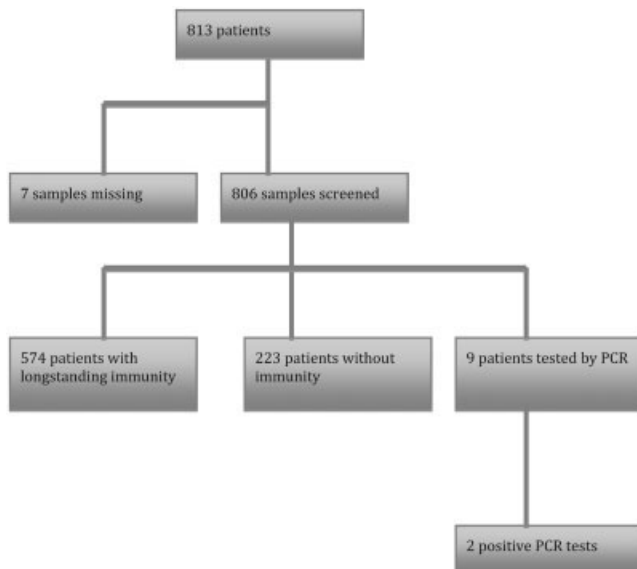 813 patients
7 samples missing
806 samples screened
574 patients with
longstanding immunity
223 patients without
immunity
9 patients tested by PCR
2 positive PCR tests